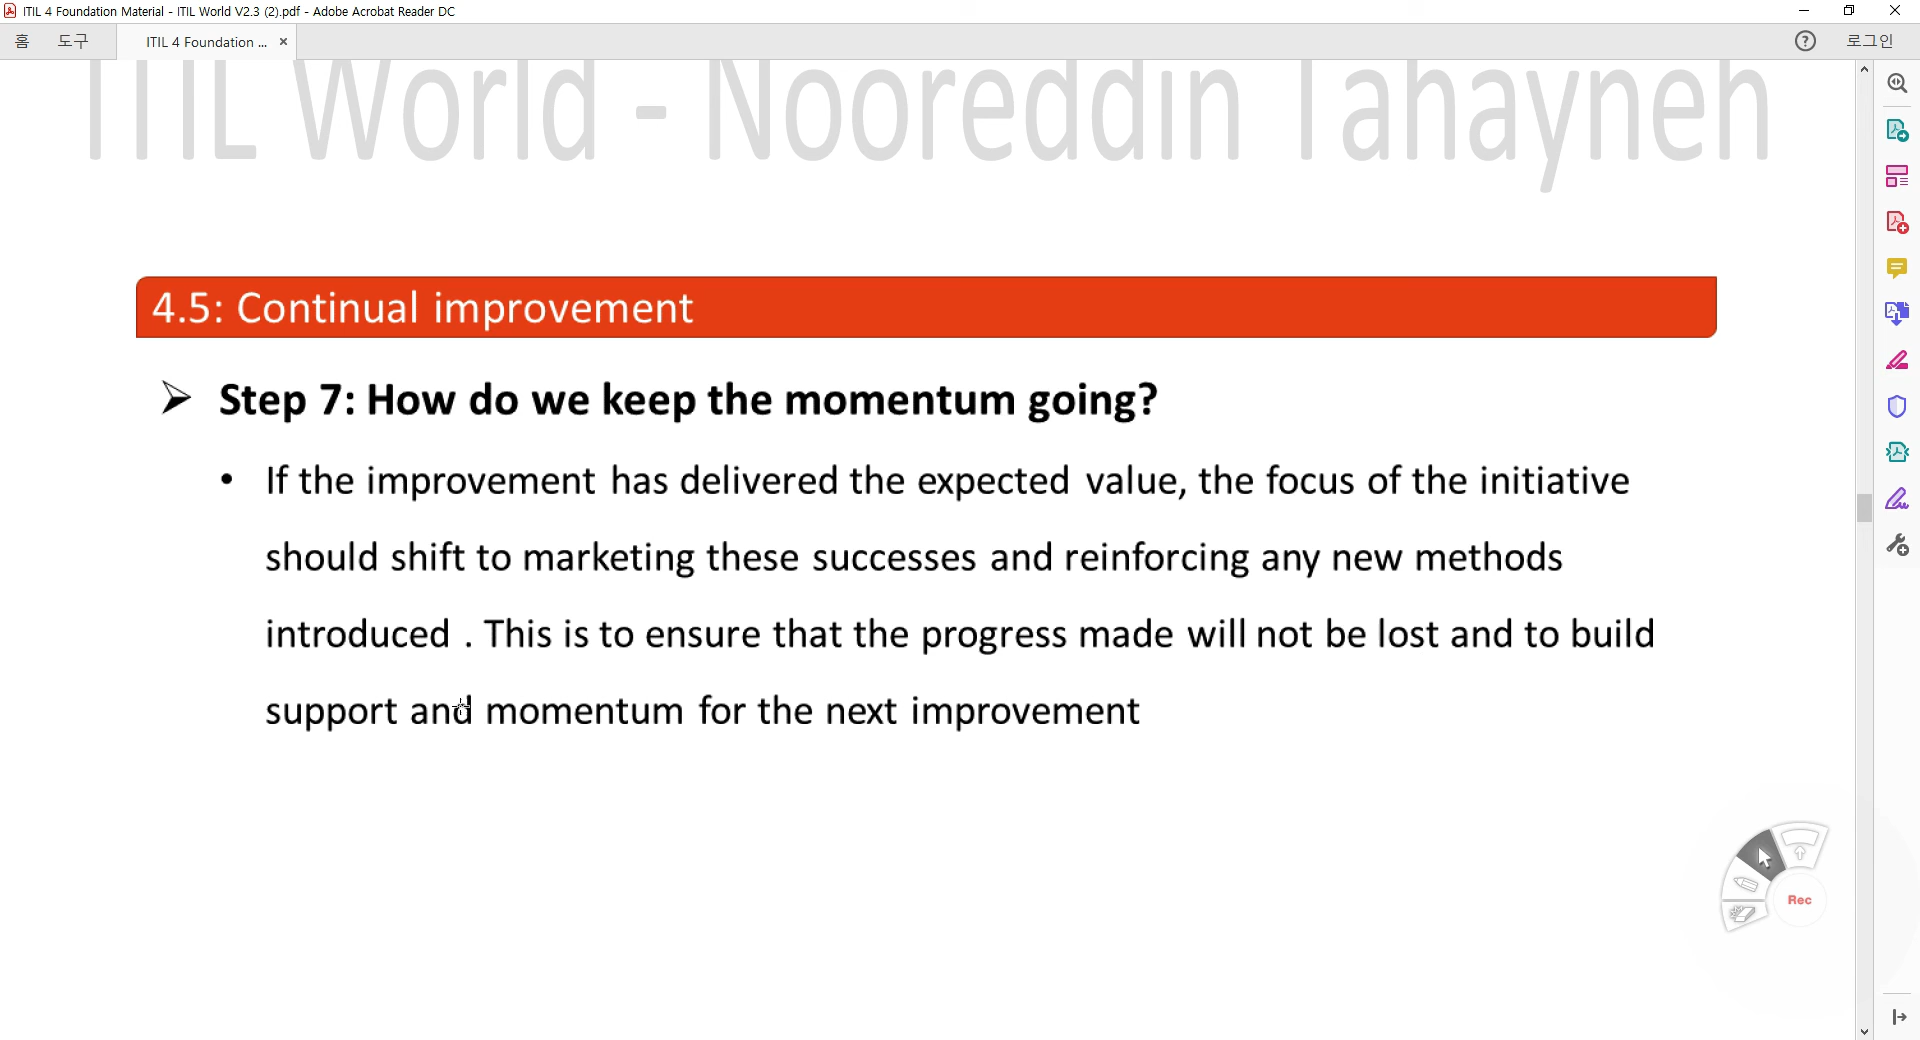 ITIL 4 Foundation Material - ITIL World V2.3 (2).pdf - Adobe Acrobat Reader DC
홈 도구 ITIL 4 Foundation ... × ? 로그인
ITIL World - Nooreddin Tahayneh
4.5: Continual improvement
➢ Step 7: How do we keep the momentum going?
• If the improvement has delivered the expected value, the focus of the initiative
should shift to marketing these successes and reinforcing any new methods
introduced . This is to ensure that the progress made will not be lost and to build
support and momentum for the next improvement
Rec